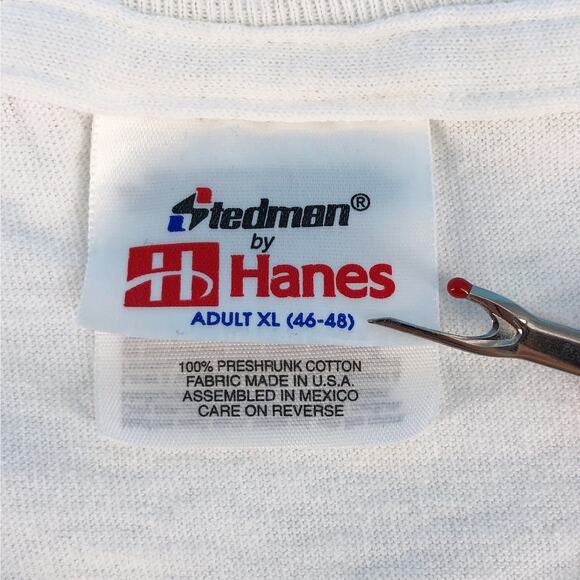 Stedman®
by
Hanes
ADULT XL (46-48)
100% PRESHRUNK COTTON
FABRIC MADE IN U.S.A.
ASSEMBLED IN MEXICO
CARE ON REVERSE